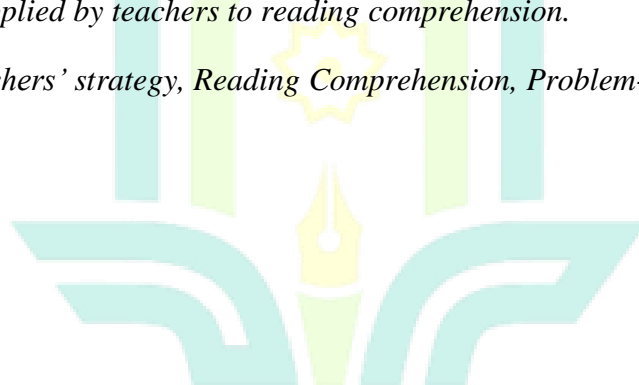 plied by teachers to reading comprehension.
hers’ strategy, Reading Comprehension, Problem-